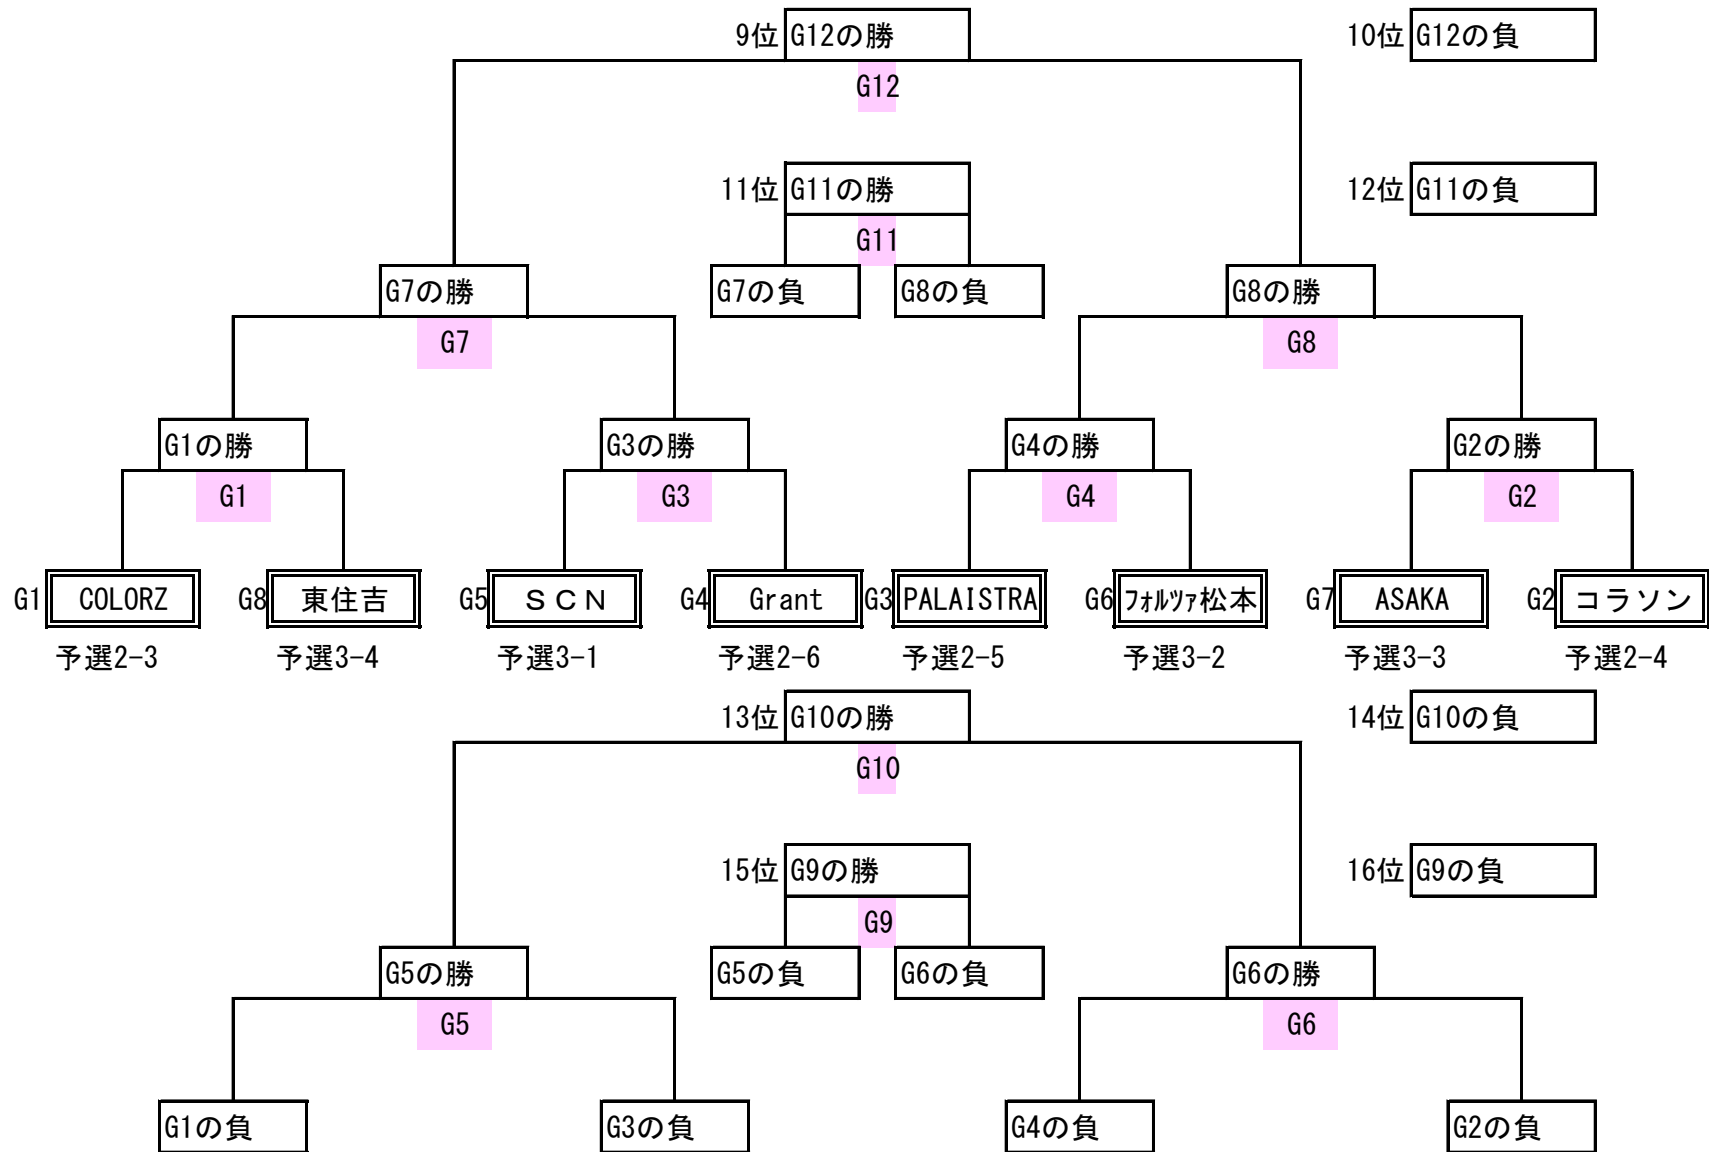 9位 G12の勝 10位 G12の負
G12
11位 G11の勝 12位 G11の負
G11
G7の勝 G7の負 G8の負 G8の勝
G7 G8
G1の勝 G3の勝 G4の勝 G2の勝
G1 G3 G4 G2
G1 COLORZ G8 東住吉 G5 ＳＣＮ G4 Grant G3 PALAISTRA G6 ﾌｫﾙツァ松本 G7 ASAKA G2 コラソン
予選2-3 予選3-4 予選3-1 予選2-6 予選2-5 予選3-2 予選3-3 予選2-4
13位 G10の勝 14位 G10の負
G10
15位 G9の勝 16位 G9の負
G9
G5の勝 G5の負 G6の負 G6の勝
G5 G6
G1の負 G3の負 G4の負 G2の負